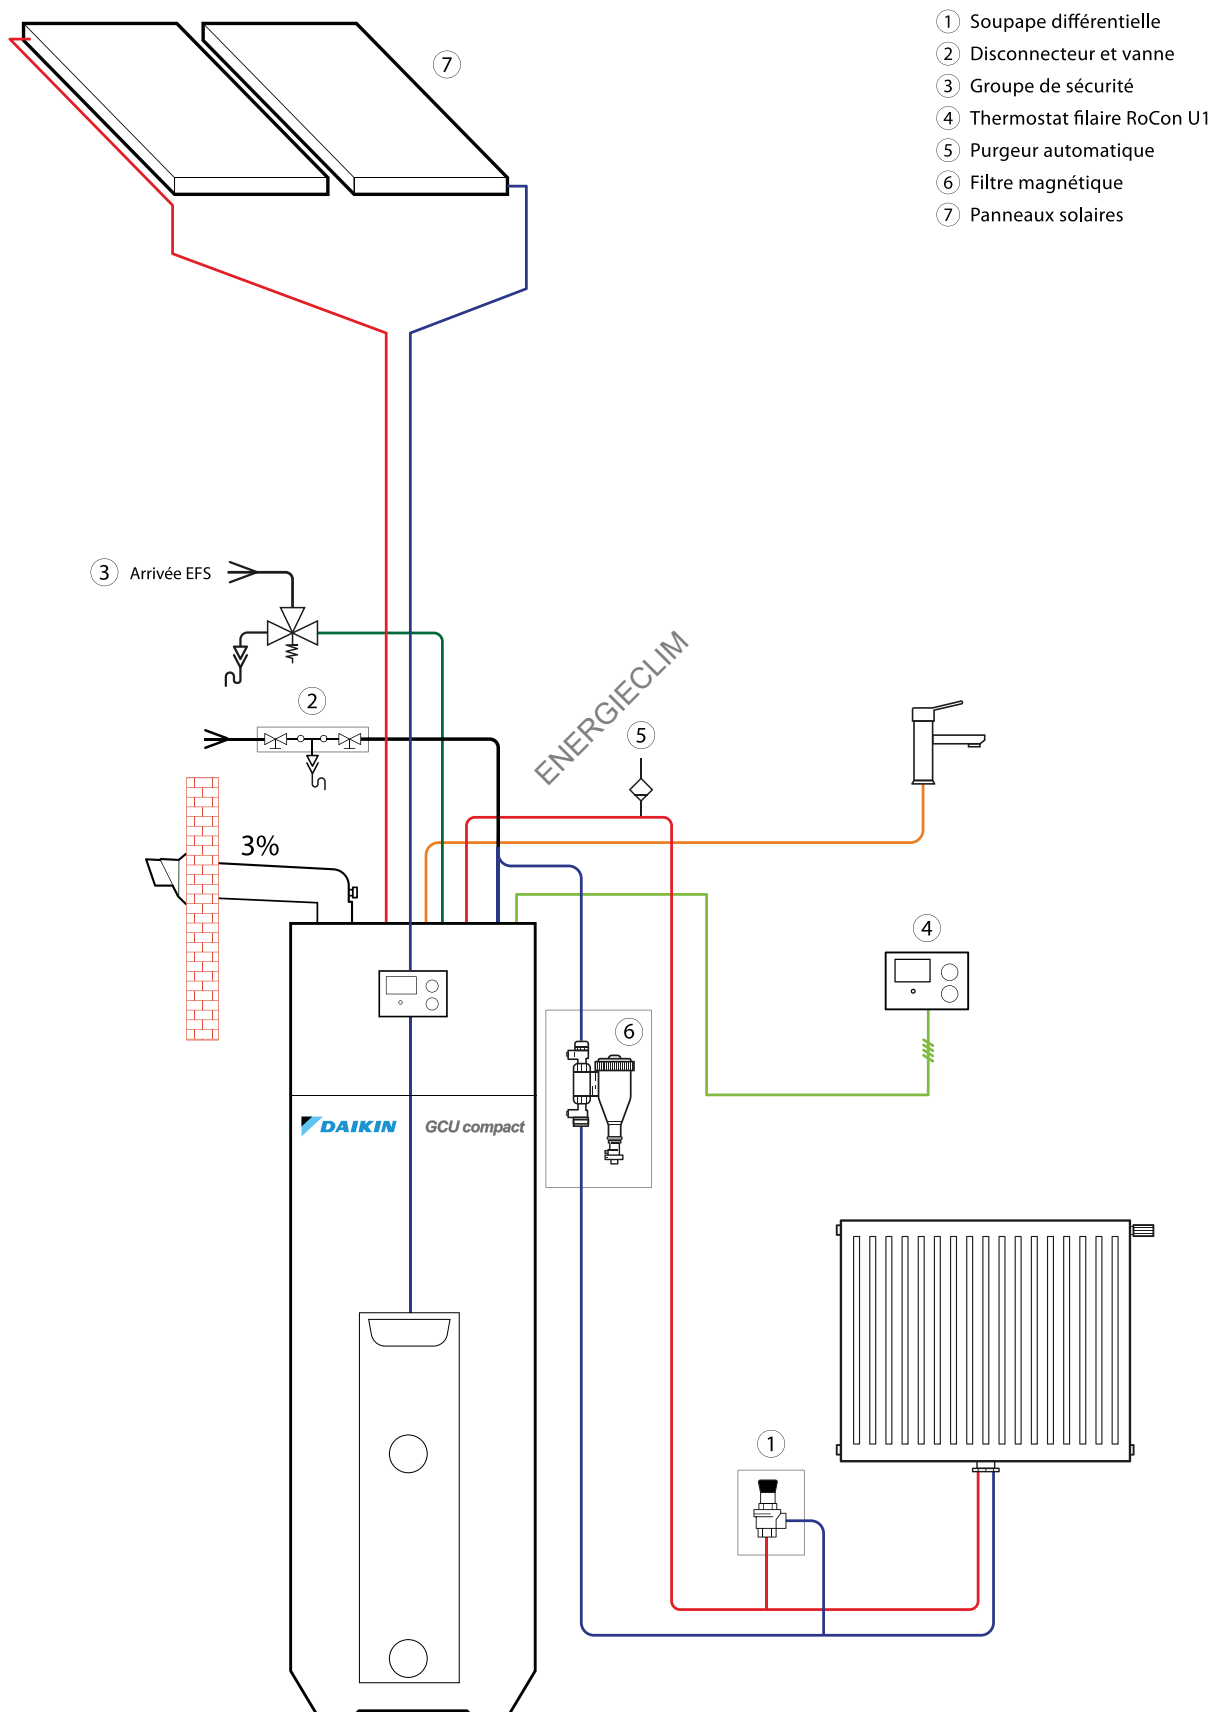 1 Soupape différentielle
2 Disconnecteur et vanne
3 Groupe de sécurité
4 Thermostat filaire RoCon U1
5 Purgeur automatique
6 Filtre magnétique
7 Panneaux solaires
7
3 Arrivée EFS
2
ENERGIECLIM
5
3%
4
6
DAIKIN GCU compact
1